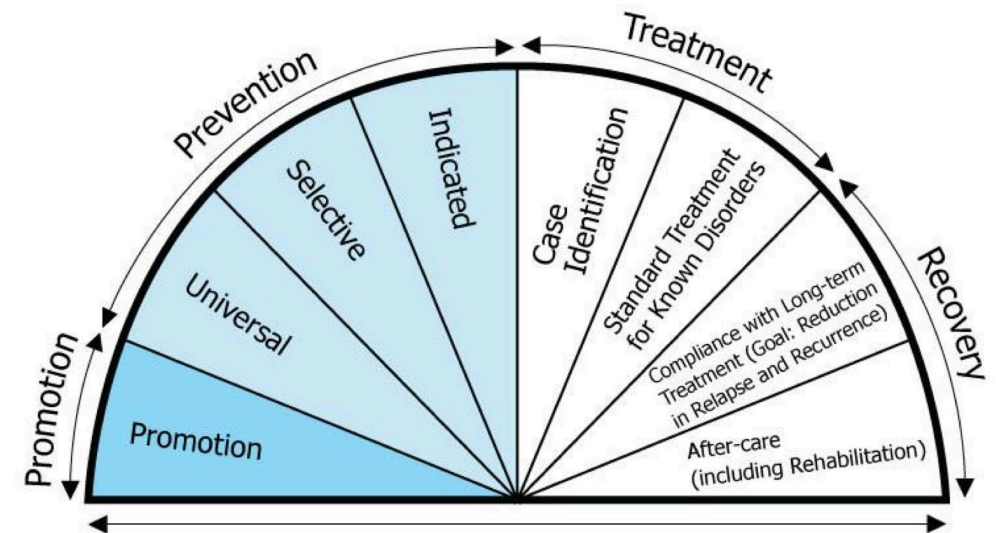 Promotion
Prevention
Treatment
Recovery
Promotion
Universal
Selective
Indicated
Case
Identification
Standard Treatment
for Known Disorders
Compliance with Long-term
Treatment (Goal: Reduction
in Relapse and Recurrence)
After-care
(including Rehabilitation)